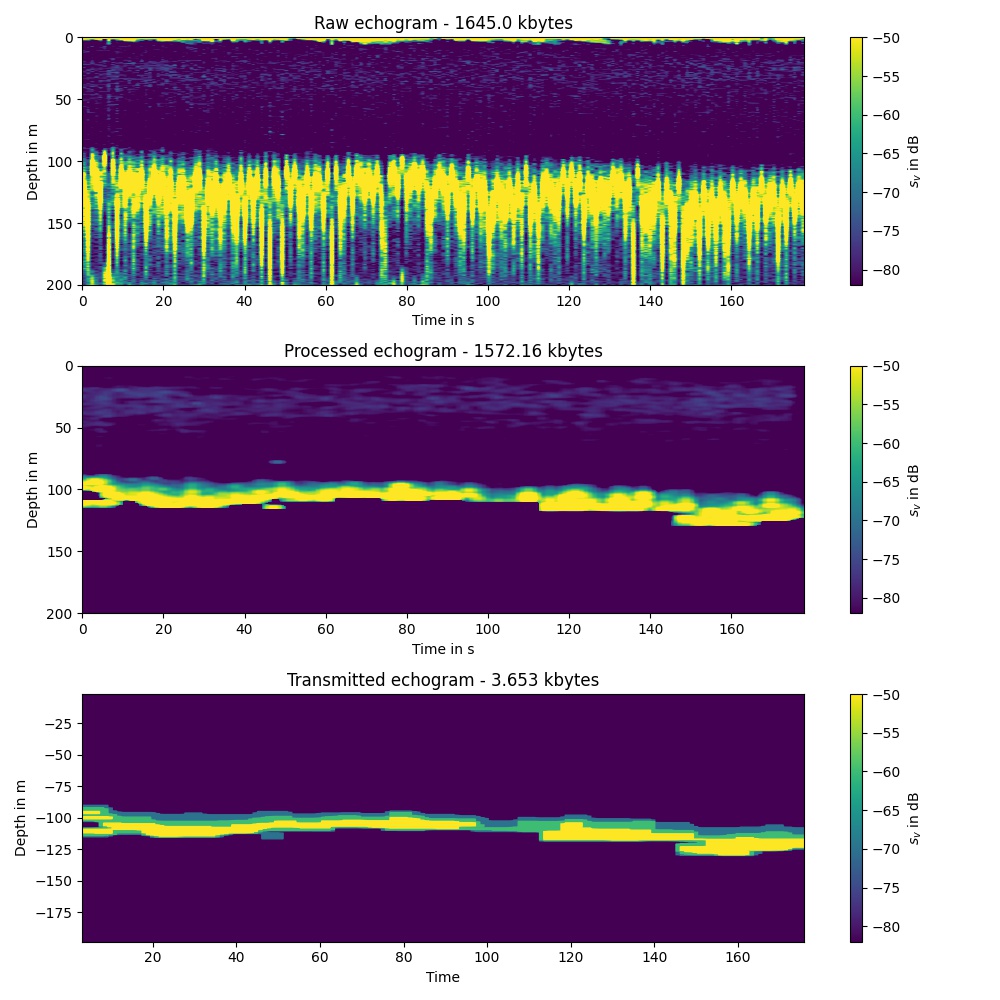 Raw echogram - 1645.0 kbytes
0
50
100
150
200
Depth in m
0 20 40 60 80 100 120 140 160
Time in s
−50
−55
−60
−65
−70
−75
−80
s_v in dB
Processed echogram - 1572.16 kbytes
0
50
100
150
200
Depth in m
0 20 40 60 80 100 120 140 160
Time in s
−50
−55
−60
−65
−70
−75
−80
s_v in dB
Transmitted echogram - 3.653 kbytes
−25
−50
−75
−100
−125
−150
−175
Depth in m
20 40 60 80 100 120 140 160
Time
−50
−55
−60
−65
−70
−75
−80
s_v in dB